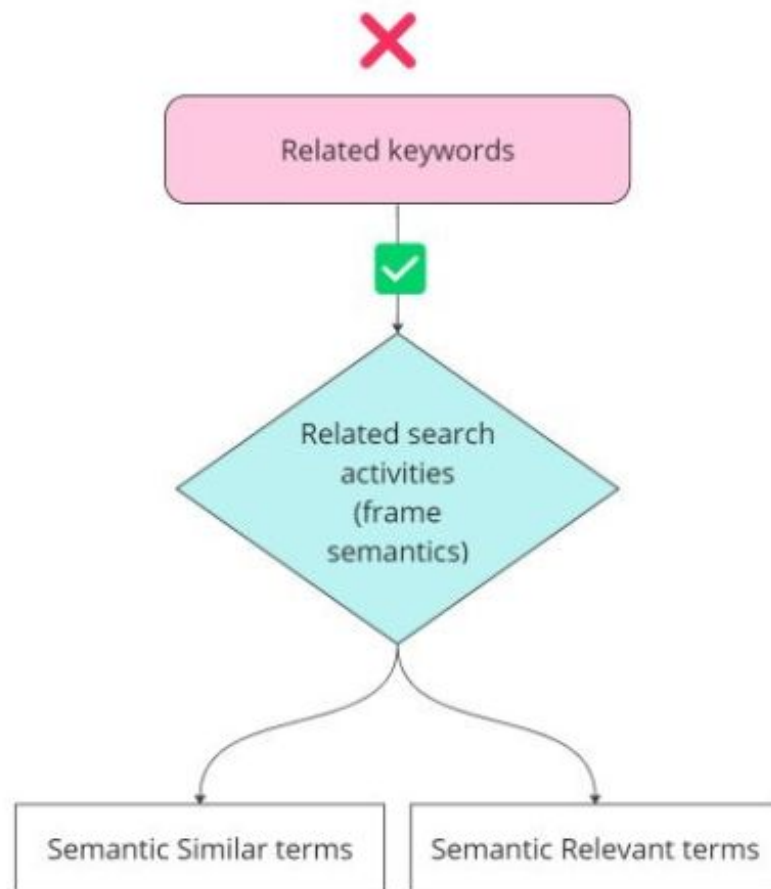 Related keywords
Related search
activities
(frame
semantics)
Semantic Similar terms
Semantic Relevant terms